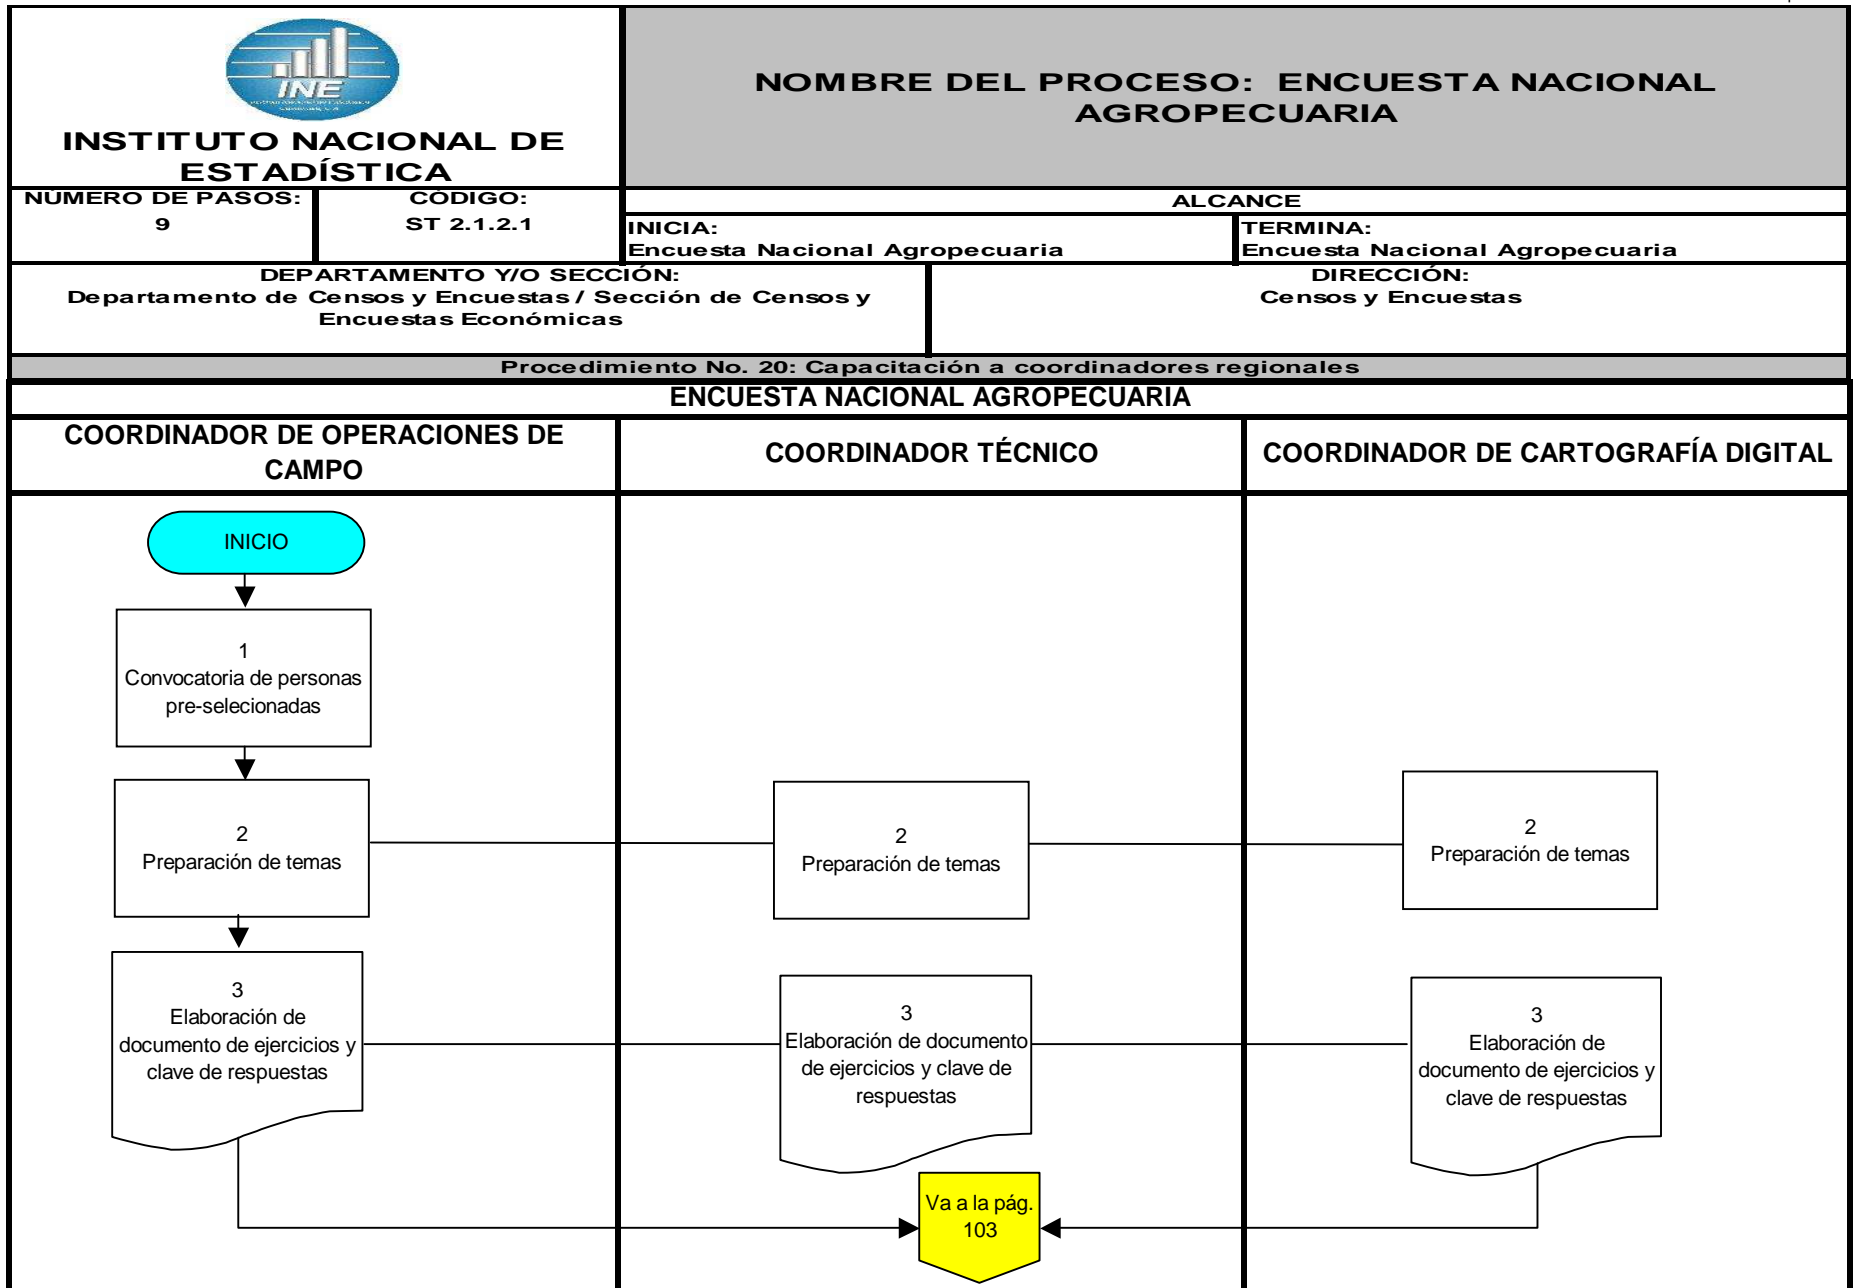 INE
INSTITUTO NACIONAL DE
ESTADÍSTICA
NOMBRE DEL PROCESO: ENCUESTA NACIONAL
AGROPECUARIA
NÚMERO DE PASOS:
9
CÓDIGO:
ST 2.1.2.1
ALCANCE
INICIA:
Encuesta Nacional Agropecuaria
TERMINA:
Encuesta Nacional Agropecuaria
DEPARTAMENTO Y/O SECCIÓN:
Departamento de Censos y Encuestas / Sección de Censos y
Encuestas Económicas
DIRECCIÓN:
Censos y Encuestas
Procedimiento No. 20: Capacitación a coordinadores regionales
ENCUESTA NACIONAL AGROPECUARIA
COORDINADOR DE OPERACIONES DE
CAMPO
COORDINADOR TÉCNICO
COORDINADOR DE CARTOGRAFÍA DIGITAL
INICIO
1
Convocatoria de personas
pre-selecionadas
2
Preparación de temas
2
Preparación de temas
2
Preparación de temas
3
Elaboración de
documento de ejercicios y
clave de respuestas
3
Elaboración de documento
de ejercicios y clave de
respuestas
3
Elaboración de
documento de ejercicios y
clave de respuestas
Va a la pág.
103